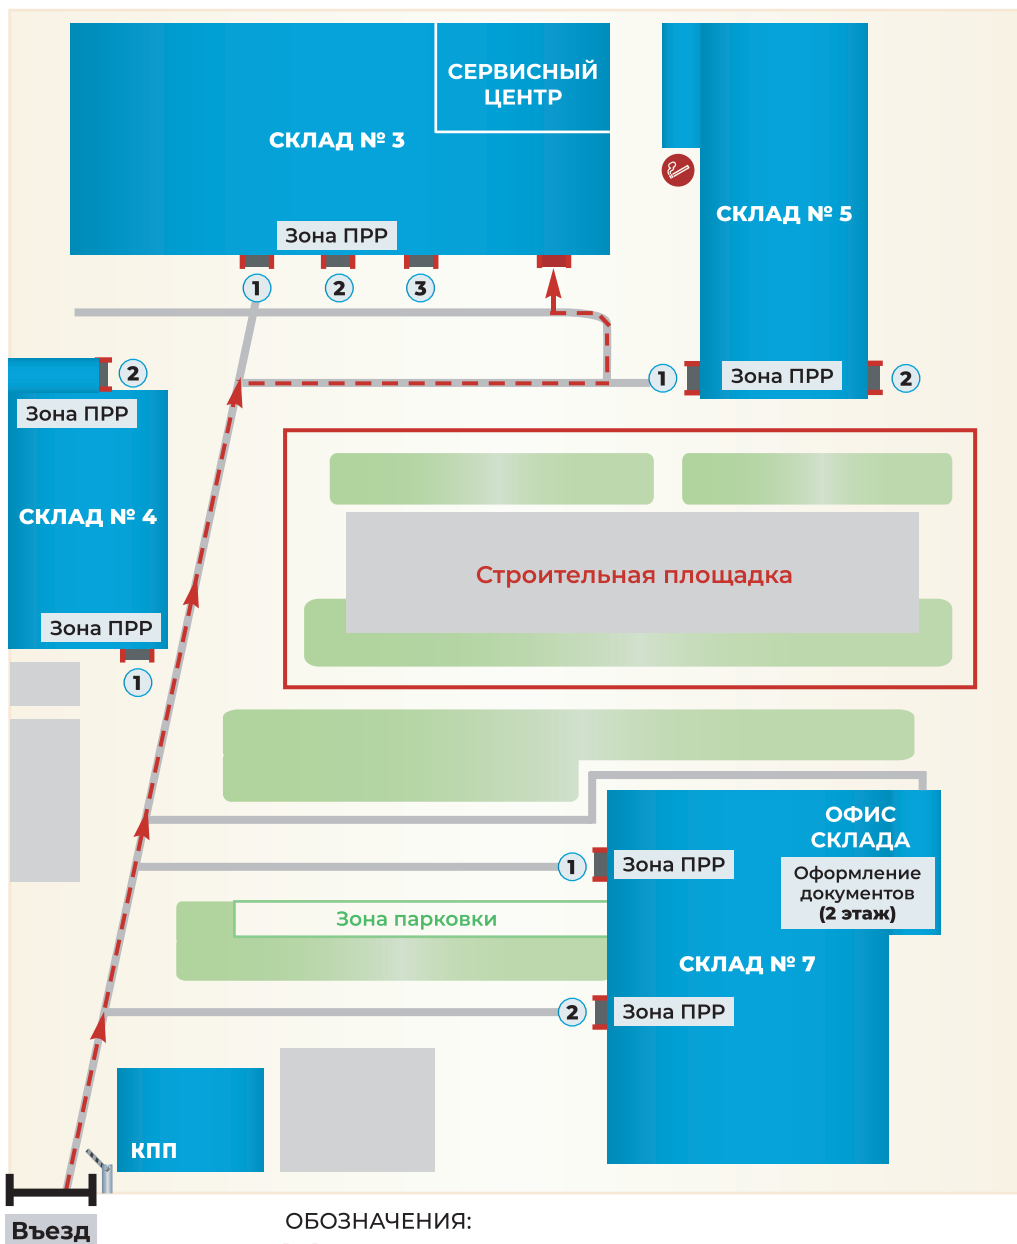 СЕРВИСНЫЙ
ЦЕНТР
СКЛАД № 3
СКЛАД № 5
Зона ПРР
1
2
3
2
1
Зона ПРР
2
Зона ПРР
СКЛАД № 4
Строительная площадка
Зона ПРР
1
ОФИС
СКЛАДА
1
Зона ПРР
Оформление
документов
(2 этаж)
Зона парковки
СКЛАД № 7
2
Зона ПРР
КПП
Въезд
ОБОЗНАЧЕНИЯ: